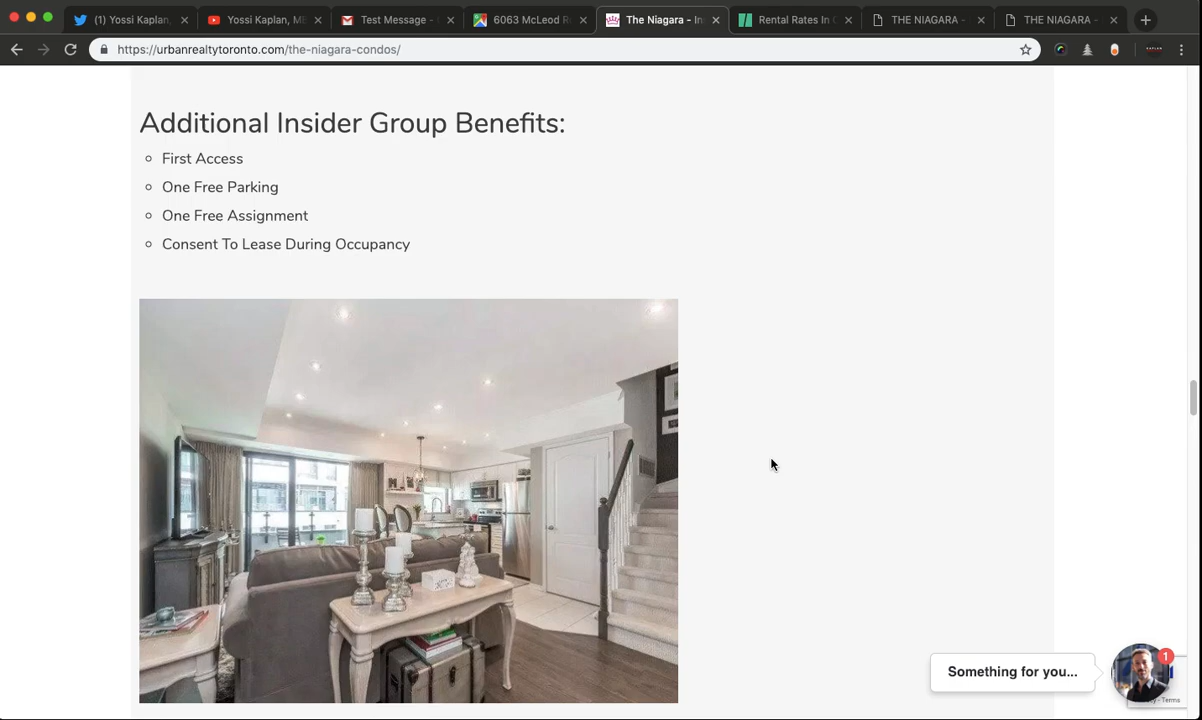 (1) Yossi Kaplan,
Yossi Kaplan, MB
Test Message -
6063 McLeod R
The Niagara - In
Rental Rates In
THE NIAGARA -
THE NIAGARA -
https://urbanrealtytoronto.com/the-niagara-condos/
Additional Insider Group Benefits:
First Access
One Free Parking
One Free Assignment
Consent To Lease During Occupancy
Something for you...
1
- Terms